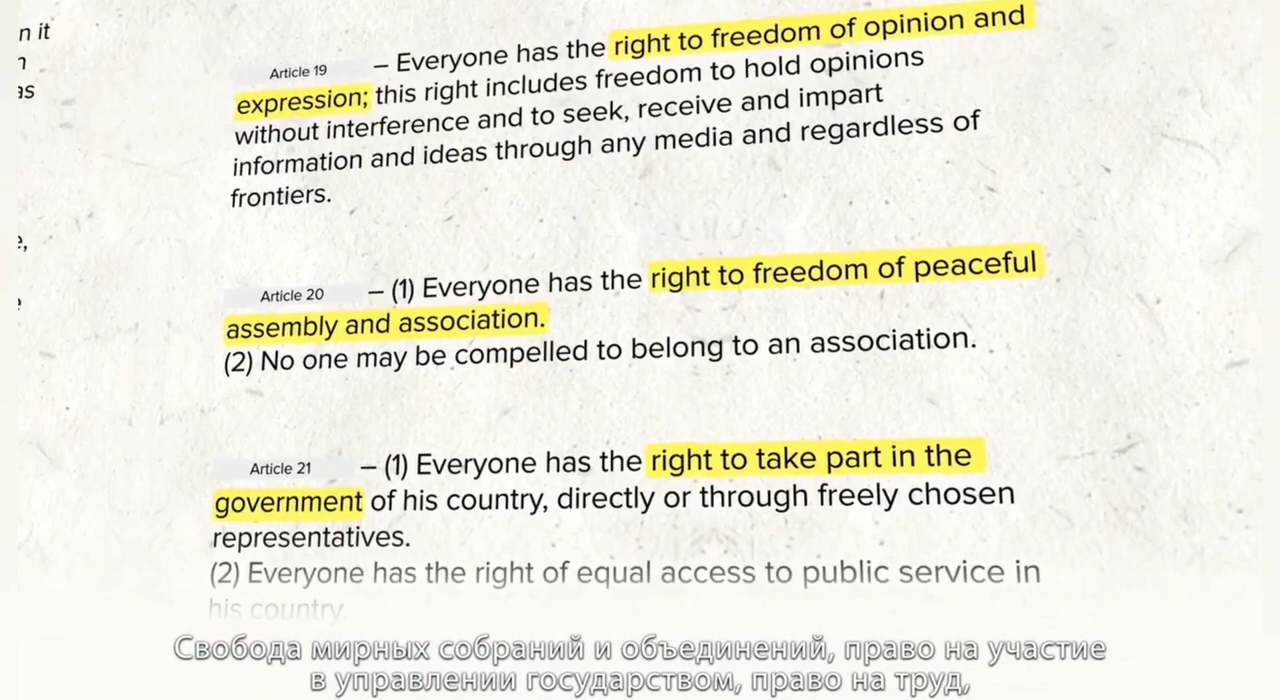 n it
as
Article 19 – Everyone has the right to freedom of opinion and
expression; this right includes freedom to hold opinions
without interference and to seek, receive and impart
information and ideas through any media and regardless of
frontiers.
Article 20 – (1) Everyone has the right to freedom of peaceful
assembly and association.
(2) No one may be compelled to belong to an association.
Article 21 – (1) Everyone has the right to take part in the
government of his country, directly or through freely chosen
representatives.
(2) Everyone has the right of equal access to public service in
his country.
Свобода мирных собраний и объединений, право на участие
в управлении государством, право на труд,